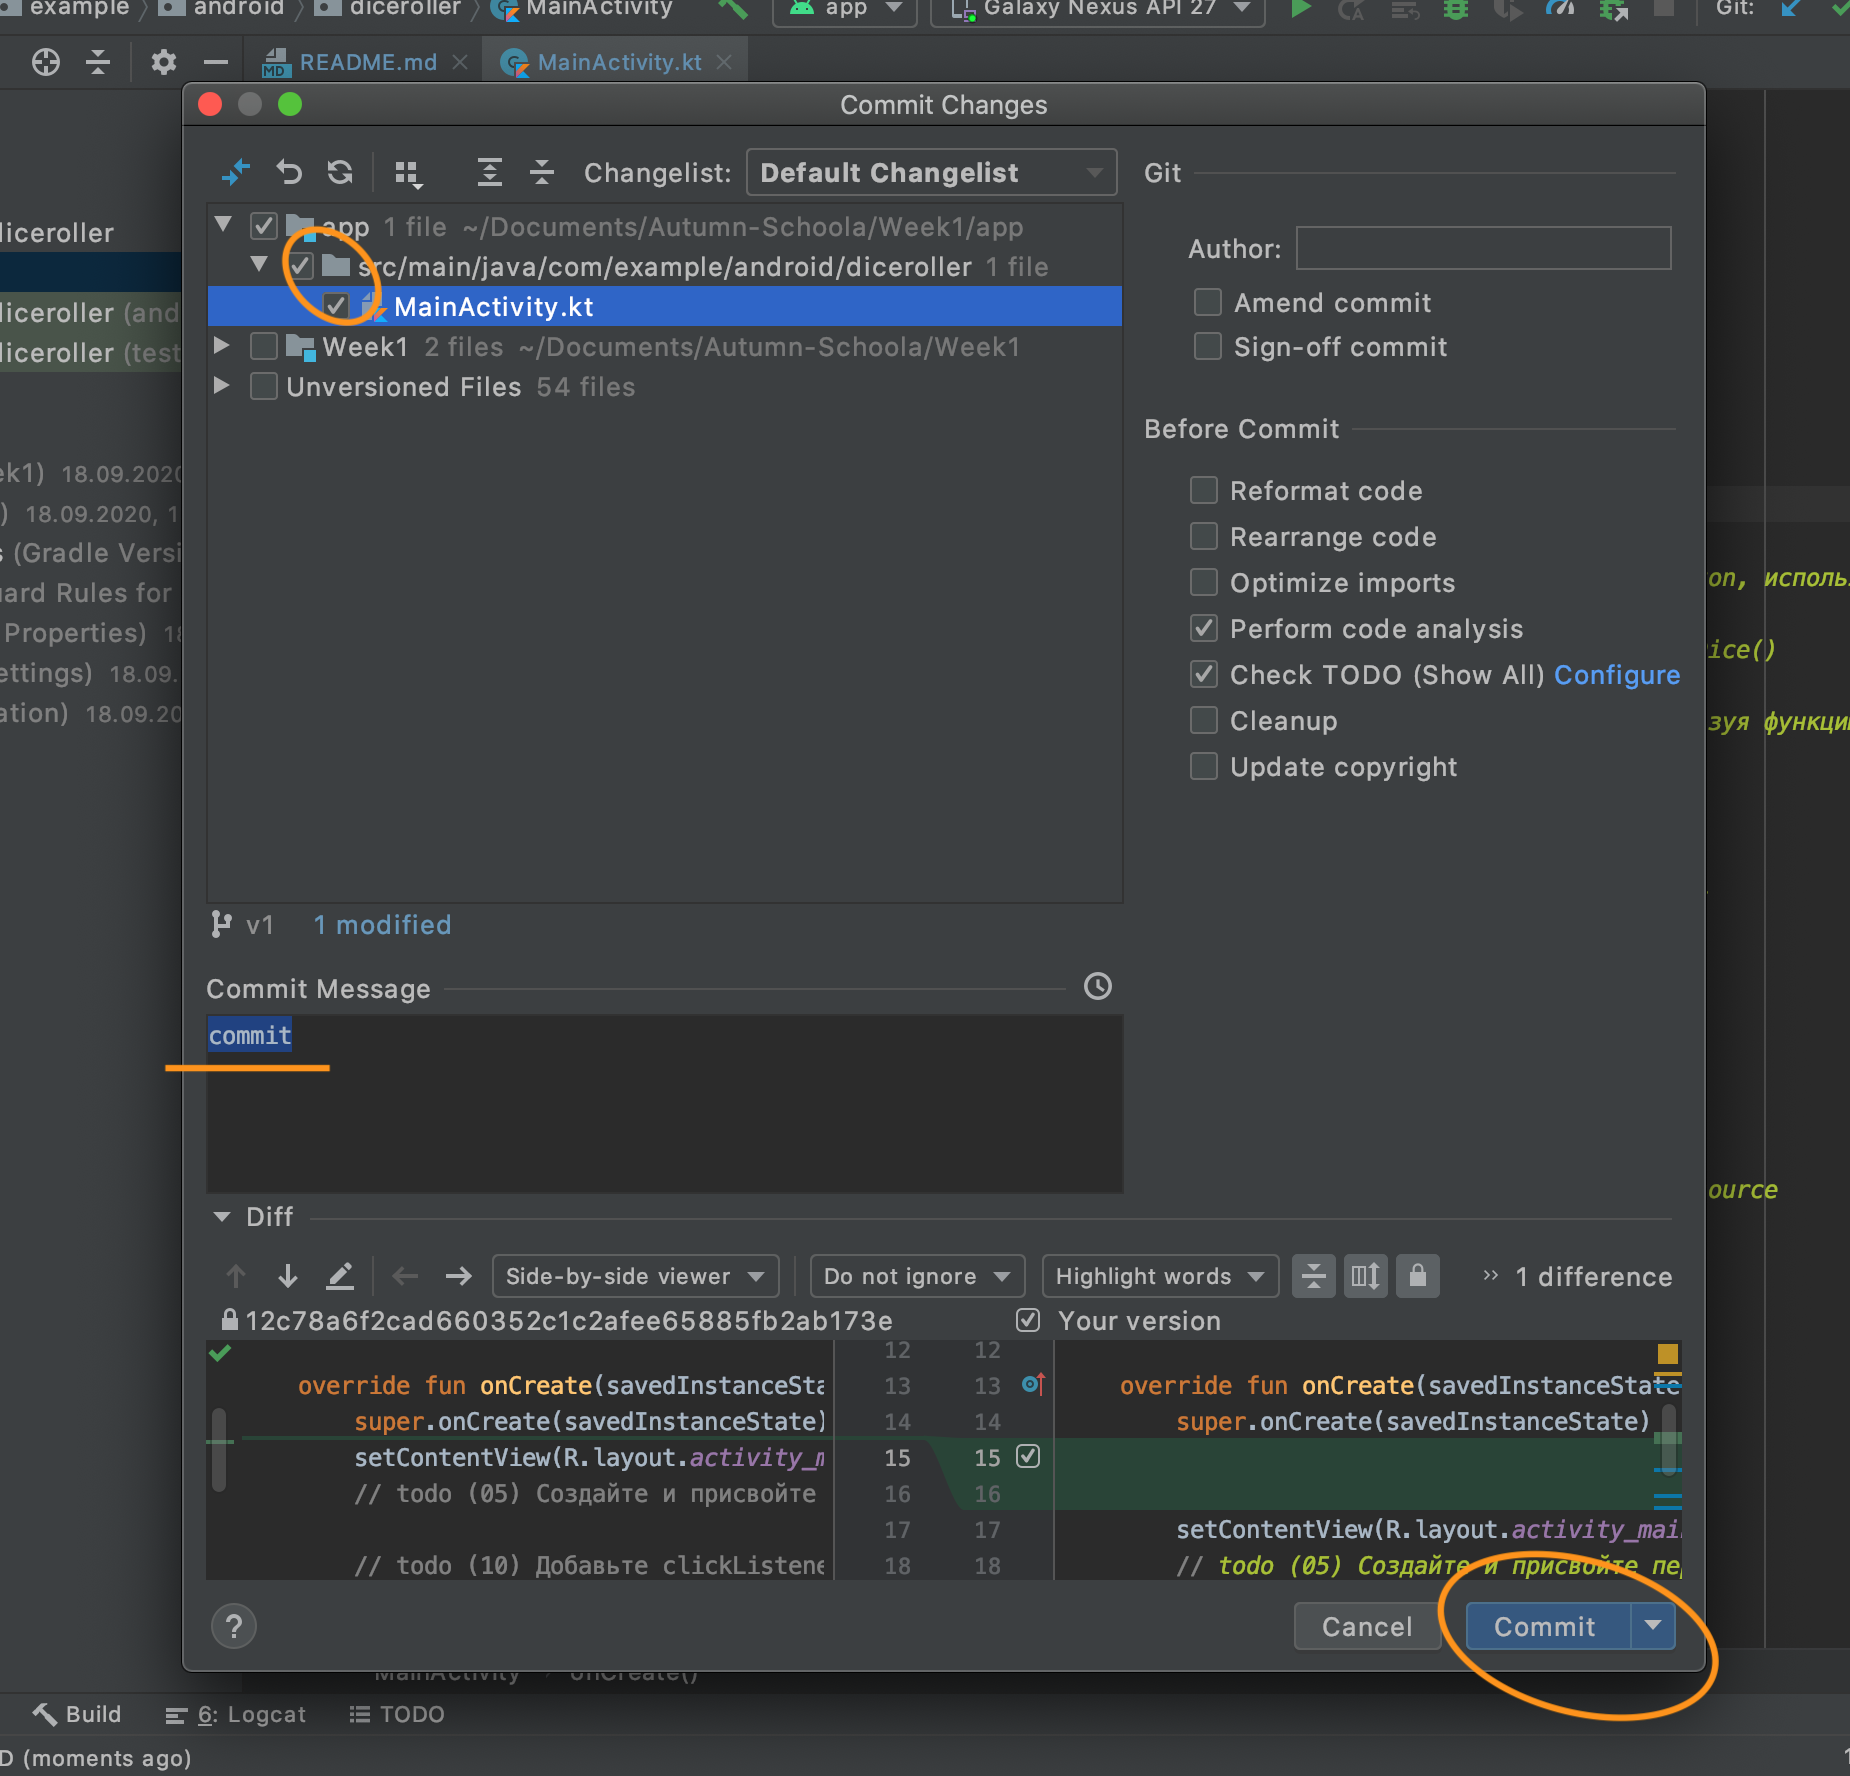 example 〉 android 〉 diceroller 〉 MainActivity app Galaxy Nexus API 27 Git:
README.md MainActivity.kt
Commit Changes
Changelist: Default Changelist Git
app 1 file ~/Documents/Autumn-Schoola/Week1/app
iceroller
Author:
src/main/java/com/example/android/diceroller 1 file
Amend commit
iceroller (and
MainActivity.kt
iceroller (test
Week1 2 files ~/Documents/Autumn-Schoola/Week1
Sign-off commit
Unversioned Files 54 files
Before Commit
ek1) 18.09.2020
Reformat code
) 18.09.2020, 1
Rearrange code
s (Gradle Versi
Optimize imports
on, использ
uard Rules for
Perform code analysis
Properties) 18
ice()
ettings) 18.09.
Check TODO (Show All) Configure
ation) 18.09.20
Cleanup
зуя функци
Update copyright
v1 1 modified
Commit Message
commit
ource
Diff
Side-by-side viewer Do not ignore Highlight words » 1 difference
12c78a6f2cad660352c1c2afee65885fb2ab173e Your version
12 12
override fun onCreate(savedInstanceSta 13 13 override fun onCreate(savedInstanceState
super.onCreate(savedInstanceState) 14 14 super.onCreate(savedInstanceState)
setContentView(R.layout.activity_m 15 15
// todo (05) Создайте и присвойте 16 16
17 17 setContentView(R.layout.activity_mai
// todo (10) Добавьте clickListene 18 18 // todo (05) Создайте и присвойте пе
? Cancel Commit
MainActivity › onCreate()
Build 6: Logcat TODO
D (moments ago) 1